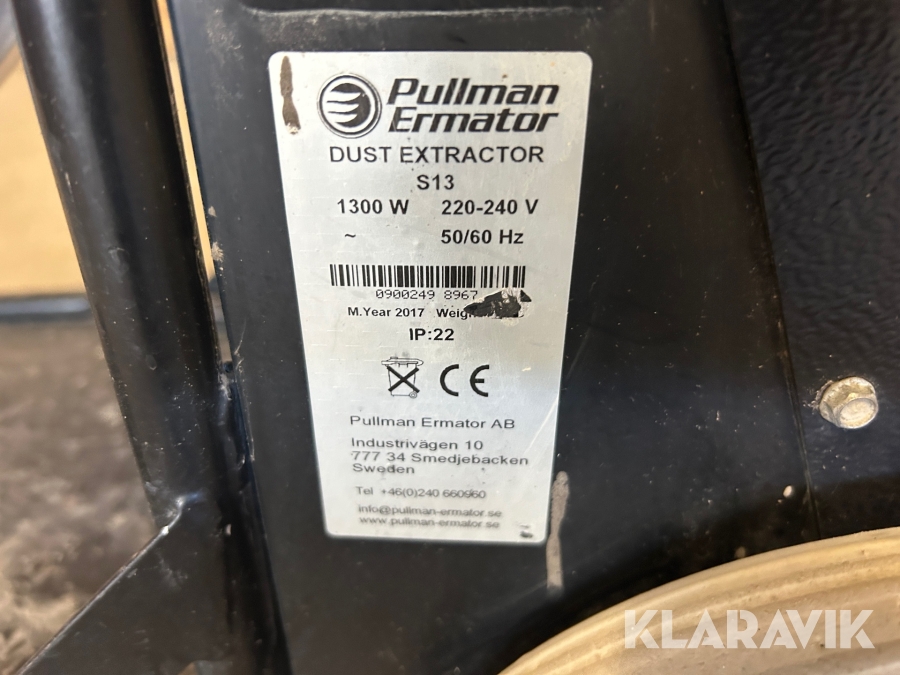 Pullman
Ermator
DUST EXTRACTOR
S13
1300 W 220-240 V
~ 50/60 Hz
0900249 8967
M.Year 2017
IP:22
CE
Pullman Ermator AB
Industrivägen 10
777 34 Smedjebacken
Sweden
Tel +46(0)240 660960
info@pullman-ermator.se
www.pullman-ermator.se
KLARAVIK